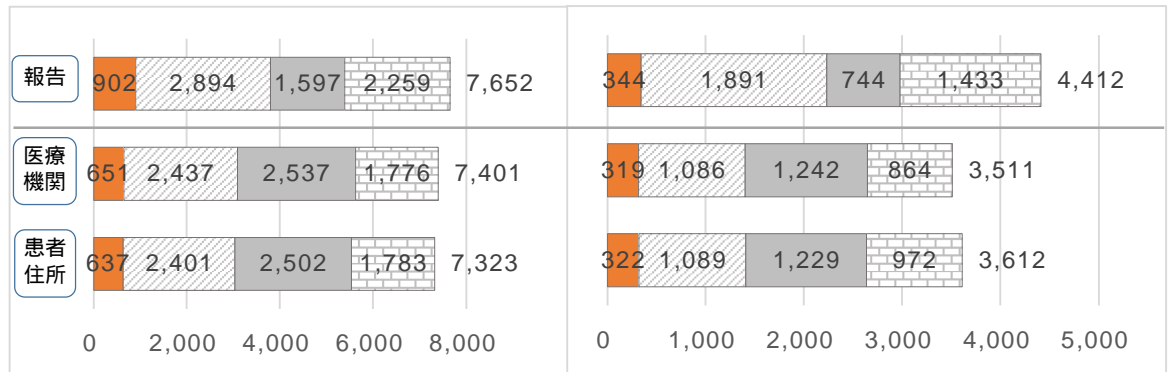 報告
902 2,894 1,597 2,259 7,652
344 1,891 744 1,433 4,412
医療
機関
651 2,437 2,537 1,776 7,401
319 1,086 1,242 864 3,511
患者
住所
637 2,401 2,502 1,783 7,323
322 1,089 1,229 972 3,612
0 2,000 4,000 6,000 8,000
0 1,000 2,000 3,000 4,000 5,000